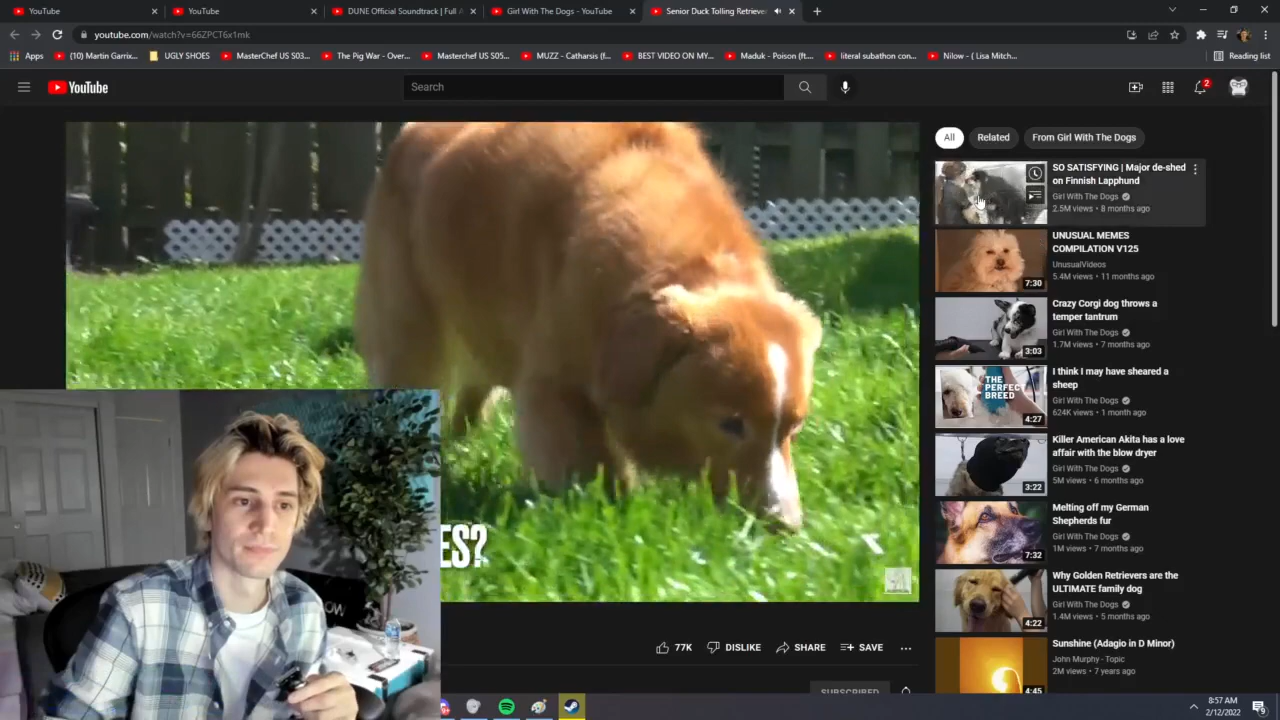 YouTube
YouTube
DUNE Official Soundtrack | Full A
Girl With The Dogs - YouTube
Senior Duck Tolling Retrieve
youtube.com/watch?v=66ZPCT6x1mk
Apps
(10) Martin Garrix...
UGLY SHOES
MasterChef US S03...
The Pig War - Over...
MasterChef US S05...
MUZZ - Catharsis (f...
BEST VIDEO ON MY...
Maduk - Poison (ft...
literal subathon con...
Nilow - ( Lisa Mitch...
Reading list
YouTube
Search
2
All
Related
From Girl With The Dogs
SO SATISFYING | Major de-shed
on Finnish Lapphund
Girl With The Dogs
2.5M views • 8 months ago
UNUSUAL MEMES
COMPILATION V125
UnusualVideos
5.4M views • 11 months ago
7:30
Crazy Corgi dog throws a
temper tantrum
Girl With The Dogs
1.7M views • 7 months ago
3:03
I think I may have sheared a
sheep
Girl With The Dogs
624K views • 1 month ago
THE
PERFECT
BREED
4:27
Killer American Akita has a love
affair with the blow dryer
Girl With The Dogs
5M views • 6 months ago
3:22
Melting off my German
Shepherds fur
Girl With The Dogs
1M views • 7 months ago
7:32
Why Golden Retrievers are the
ULTIMATE family dog
Girl With The Dogs
1.4M views • 5 months ago
4:22
Sunshine (Adagio in D Minor)
John Murphy - Topic
2M views • 7 years ago
4:45
ES?
77K
DISLIKE
SHARE
SAVE
SUBSCRIBED
8:57 AM
2/12/2022